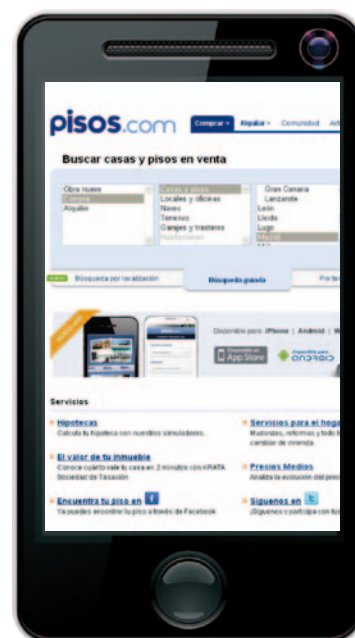 pisos.com
Comprar Alquilar Comunidad
Buscar casas y pisos en venta
Obra nueva Casas y pisos Gran Canaria
Compra Locales y oficinas Lanzarote
Alquiler Naves León
Terrenos Lleida
Garajes y trasteros Lugo
Madrid
Búsqueda por localización Búsqueda guiada
Disponible para: iPhone | Android |
Disponible en
App Store
disponible para
android
Servicios
Hipotecas Servicios para el
Calcula tu hipoteca con nuestros simuladores. Mudanzas, reformas y todo
cambiar de vivienda.
El valor de tu inmueble
Conoce cuánto vale tu casa en 2 minutos con KRATA Precios Medios
Sociedad de Tasación. Analiza la evolución del
Encuentra tu piso en f Síguenos en t
Ya puedes encontrar tu piso a través de Facebook ¡Síguenos y participa con